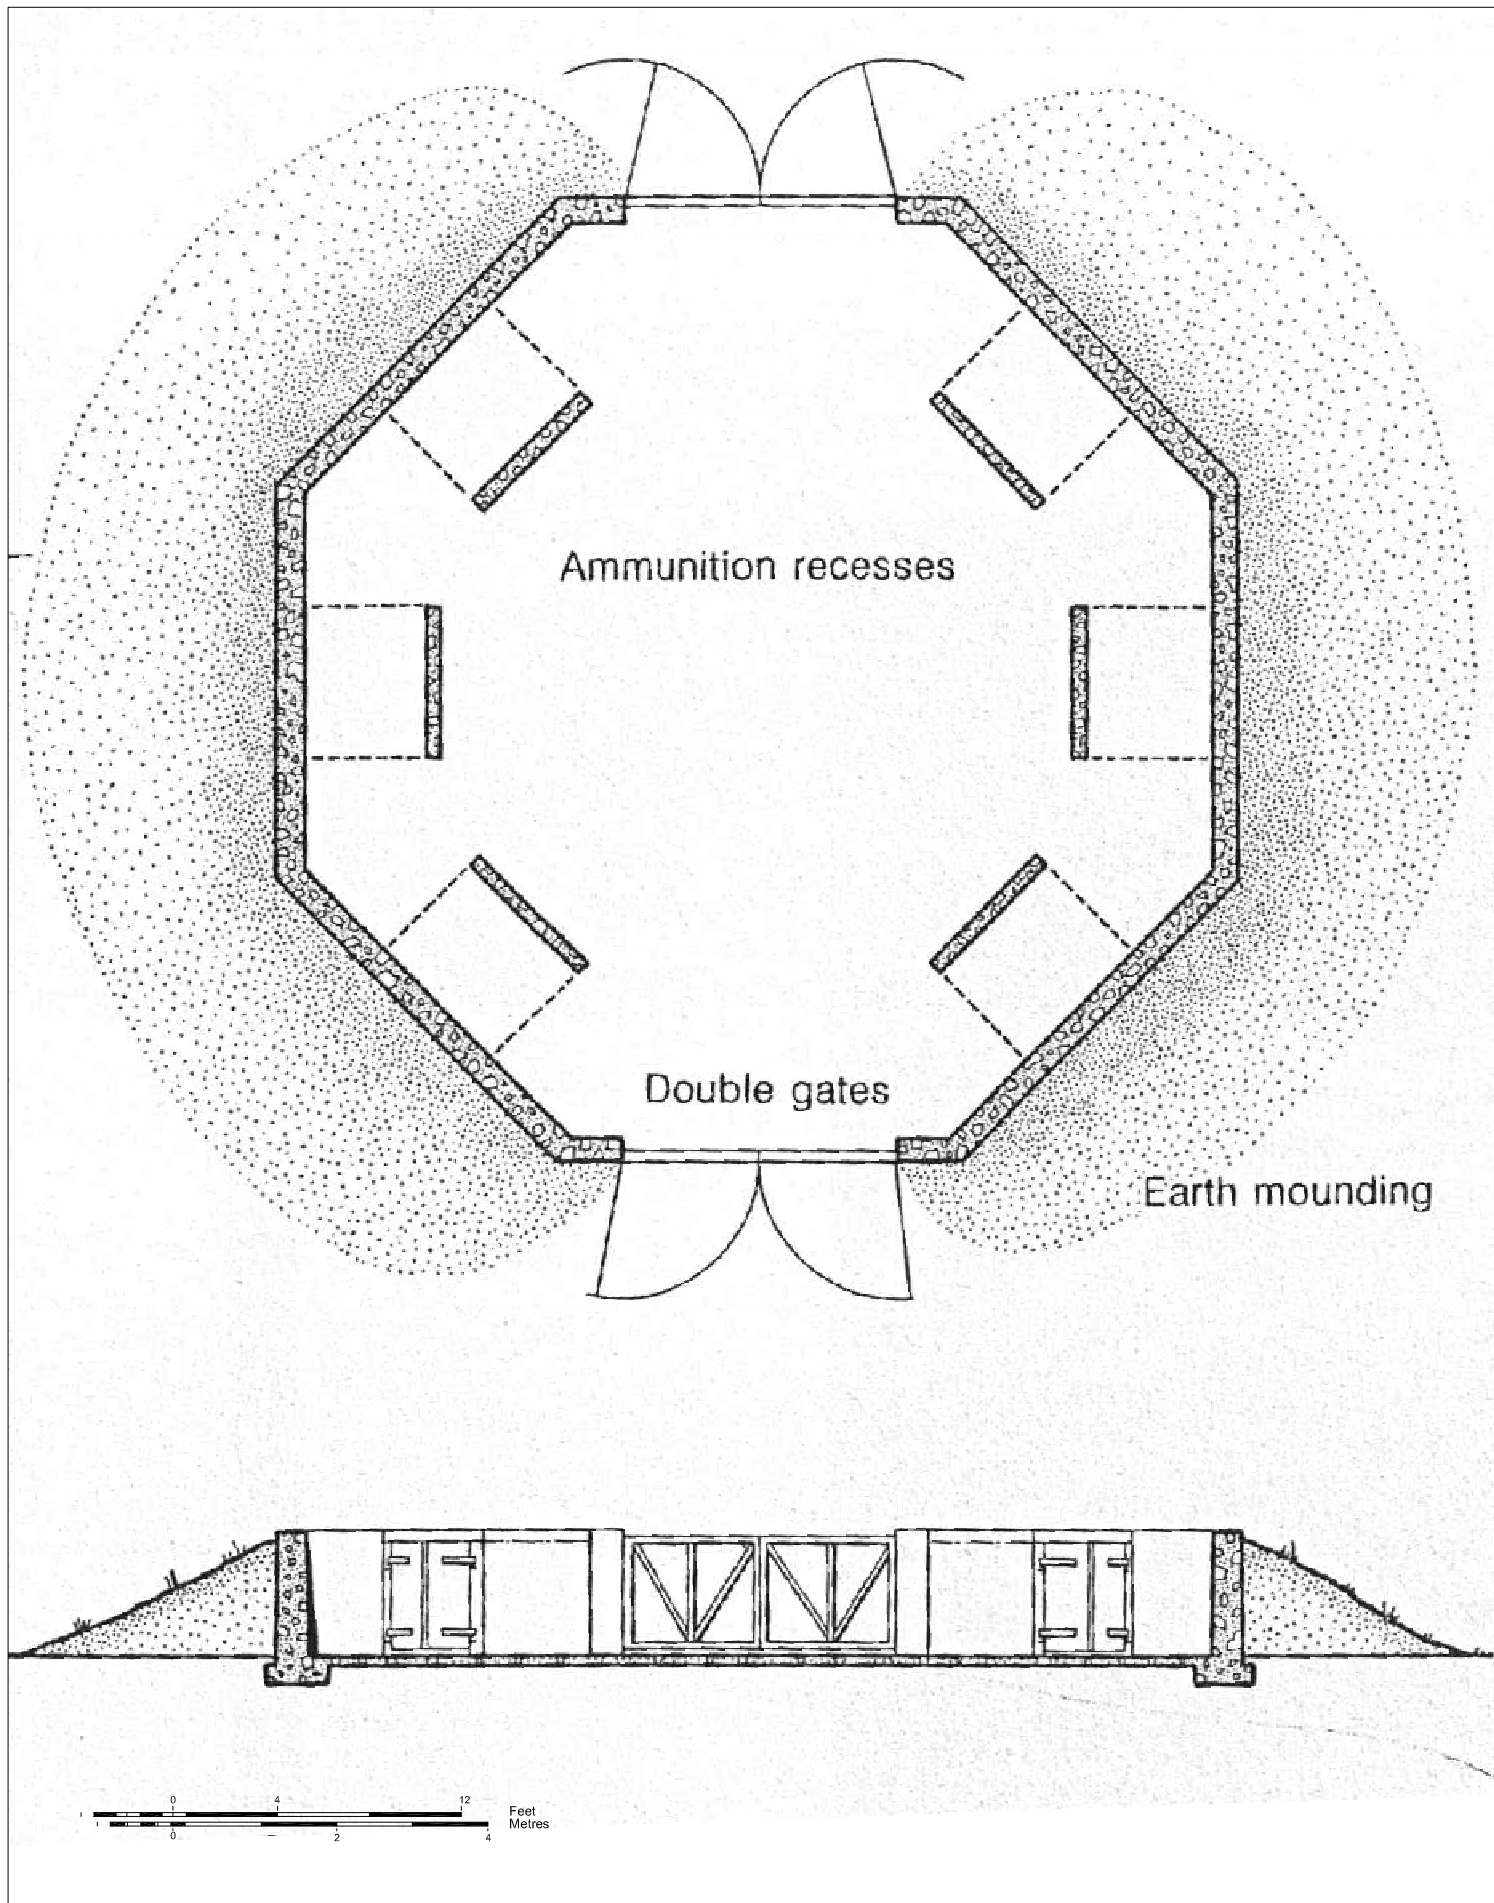 Ammunition recesses
Double gates
Earth mounding
0 4 12
Feet
Metres
0 2 4